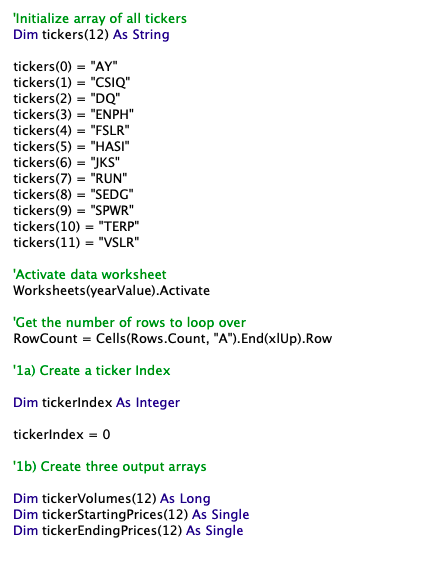 'Initialize array of all tickers
Dim tickers(12) As String
tickers(0) = "AY"
tickers(1) = "CSIQ"
tickers(2) = "DQ"
tickers(3) = "ENPH"
tickers(4) = "FSLR"
tickers(5) = "HASI"
tickers(6) = "JKS"
tickers(7) = "RUN"
tickers(8) = "SEDG"
tickers(9) = "SPWR"
tickers(10) = "TERP"
tickers(11) = "VSLR"
'Activate data worksheet
Worksheets(yearValue).Activate
'Get the number of rows to loop over
RowCount = Cells(Rows.Count, "A").End(xlUp).Row
'1a) Create a ticker Index
Dim tickerIndex As Integer
tickerIndex = 0
'1b) Create three output arrays
Dim tickerVolumes(12) As Long
Dim tickerStartingPrices(12) As Single
Dim tickerEndingPrices(12) As Single